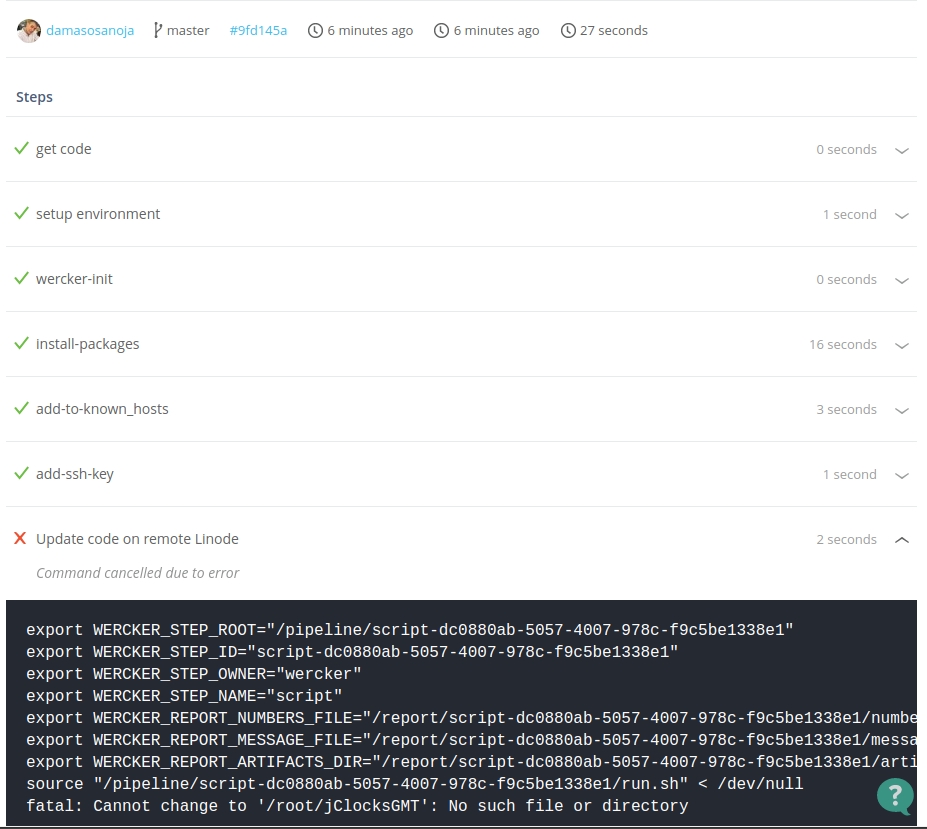 damasosanoja master #9fd145a 6 minutes ago 6 minutes ago 27 seconds
Steps
get code 0 seconds
setup environment 1 second
wercker-init 0 seconds
install-packages 16 seconds
add-to-known_hosts 3 seconds
add-ssh-key 1 second
Update code on remote Linode 2 seconds
Command cancelled due to error
export WERCKER_STEP_ROOT="/pipeline/script-dc0880ab-5057-4007-978c-f9c5be1338e1"
export WERCKER_STEP_ID="script-dc0880ab-5057-4007-978c-f9c5be1338e1"
export WERCKER_STEP_OWNER="wercker"
export WERCKER_STEP_NAME="script"
export WERCKER_REPORT_NUMBERS_FILE="/report/script-dc0880ab-5057-4007-978c-f9c5be1338e1/numbe
export WERCKER_REPORT_MESSAGE_FILE="/report/script-dc0880ab-5057-4007-978c-f9c5be1338e1/messa
export WERCKER_REPORT_ARTIFACTS_DIR="/report/script-dc0880ab-5057-4007-978c-f9c5be1338e1/arti
source "/pipeline/script-dc0880ab-5057-4007-978c-f9c5be1338e1/run.sh" < /dev/null
fatal: Cannot change to '/root/jClocksGMT': No such file or directory
?